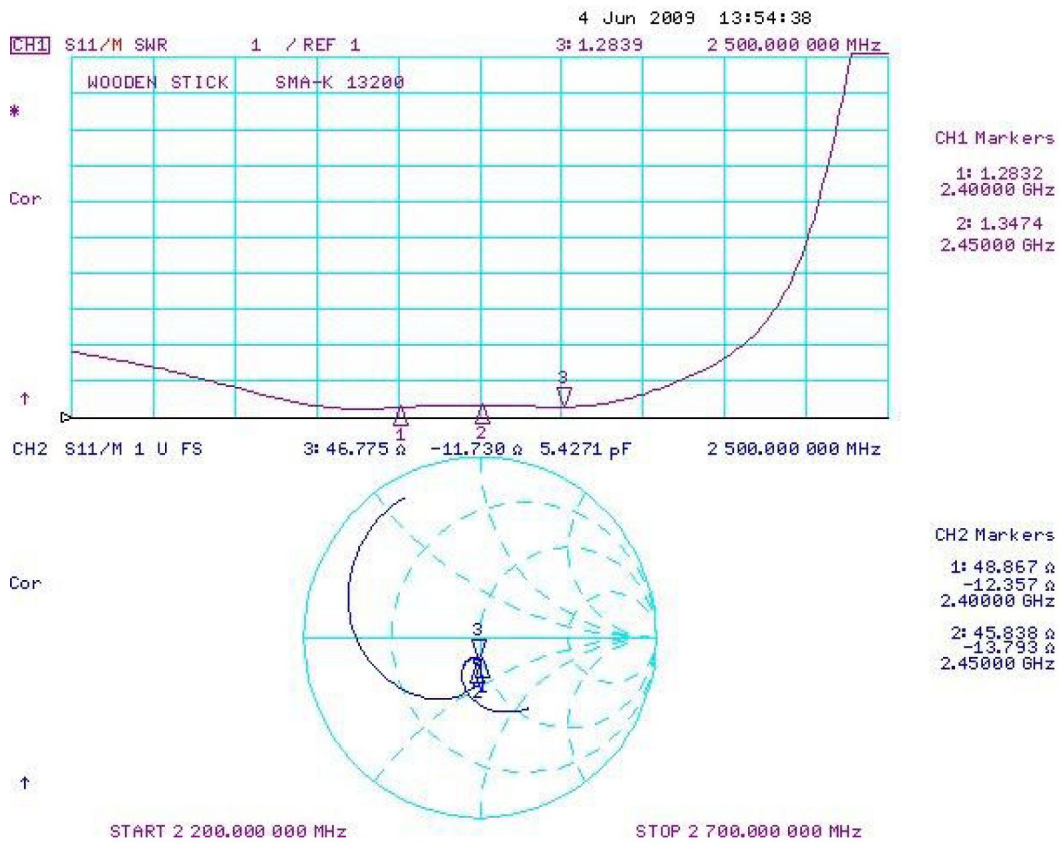 4 Jun 2009 13:54:38
CH1 S11/M SWR 1 / REF 1 3: 1.2839 2 500.000 000 MHz
WOODEN STICK SMA-K 13200
*
Cor
↑
CH1 Markers
1: 1.2832
2.40000 GHz
2: 1.3474
2.45000 GHz
3
1
2
CH2 S11/M 1 U FS 3: 46.775 Ω -11.730 Ω 5.4271 pF 2 500.000 000 MHz
Cor
↑
3
1
2
CH2 Markers
1: 48.867 Ω
-12.357 Ω
2.40000 GHz
2: 45.838 Ω
-13.793 Ω
2.45000 GHz
START 2 200.000 000 MHz STOP 2 700.000 000 MHz